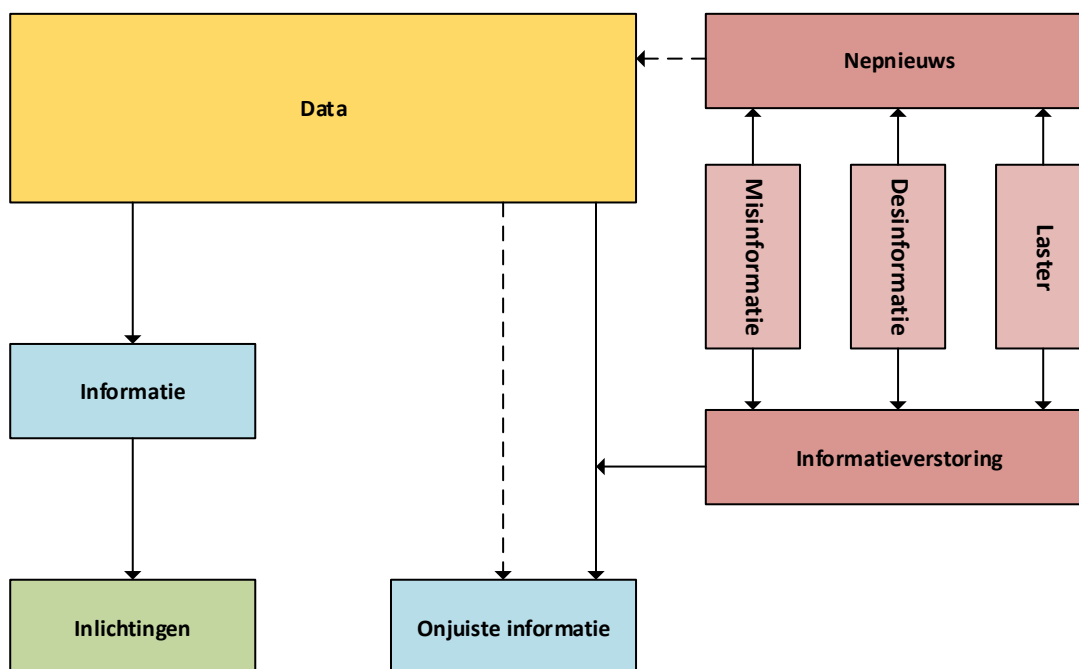 Data
Nepnieuws
Misinformatie
Desinformatie
Laster
Informatie
Informatieverstoring
Inlichtingen
Onjuiste informatie